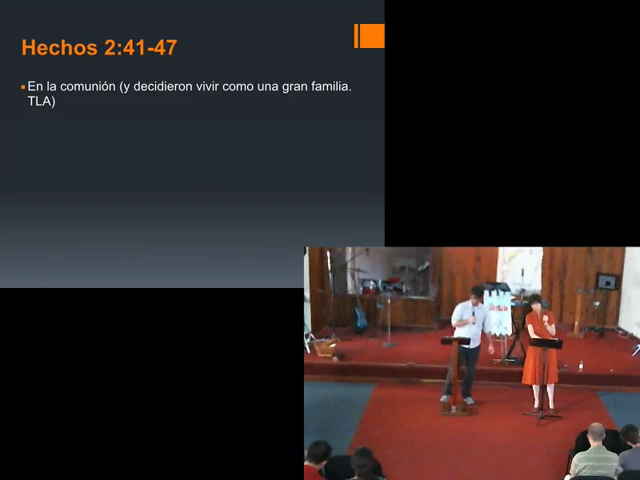 Hechos 2:41-47
En la comunión (y decidieron vivir como una gran familia.
TLA)